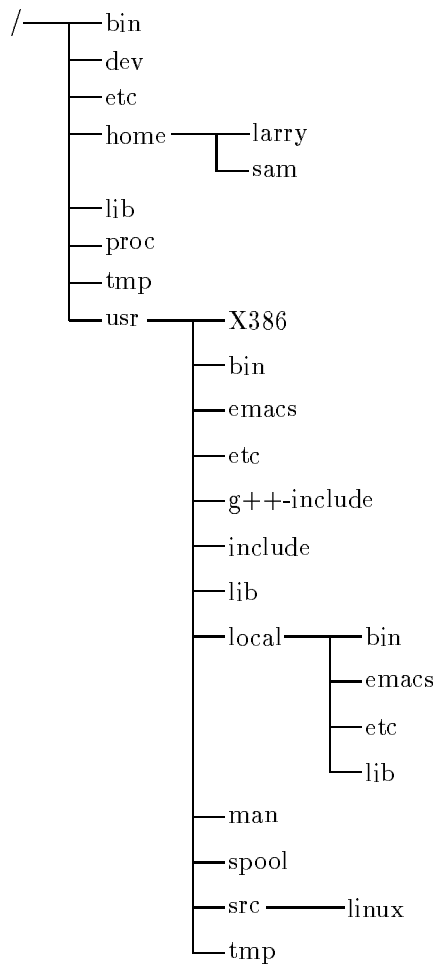 / bin
dev
etc
home larry
sam
lib
proc
tmp
usr X386
bin
emacs
etc
g++-include
include
lib
local bin
emacs
etc
lib
man
spool
src linux
tmp